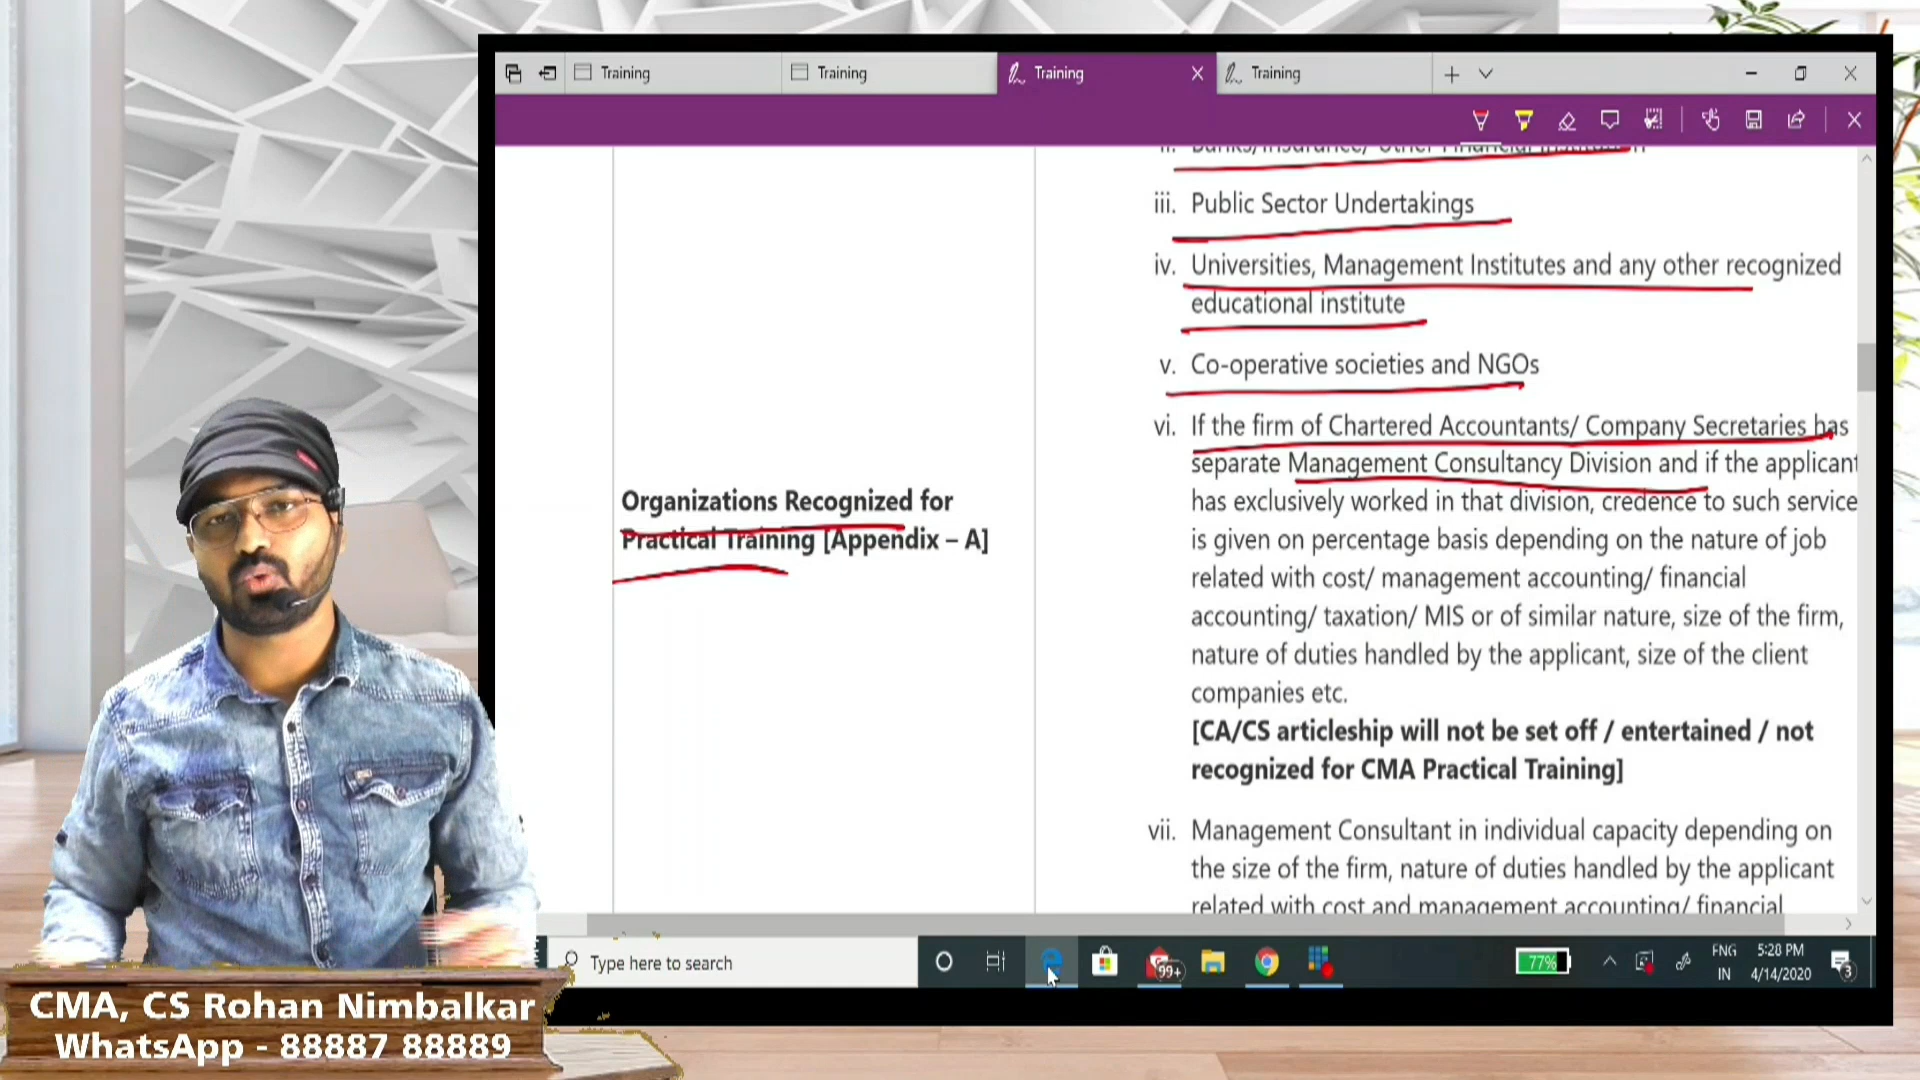 Training
Training
Training
Training
ii. Banks/Insurance/ Other Financial Institution
iii. Public Sector Undertakings
iv. Universities, Management Institutes and any other recognized
educational institute
v. Co-operative societies and NGOs
vi. If the firm of Chartered Accountants/ Company Secretaries has
separate Management Consultancy Division and if the applicant
has exclusively worked in that division, credence to such service
is given on percentage basis depending on the nature of job
related with cost/ management accounting/ financial
accounting/ taxation/ MIS or of similar nature, size of the firm,
nature of duties handled by the applicant, size of the client
companies etc.
[CA/CS articleship will not be set off / entertained / not
recognized for CMA Practical Training]
vii. Management Consultant in individual capacity depending on
the size of the firm, nature of duties handled by the applicant
related with cost and management accounting/ financial
Organizations Recognized for
Practical Training [Appendix – A]
Type here to search
99+
77%
ENG
IN
5:28 PM
4/14/2020
3
CMA, CS Rohan Nimbalkar
WhatsApp - 88887 88889